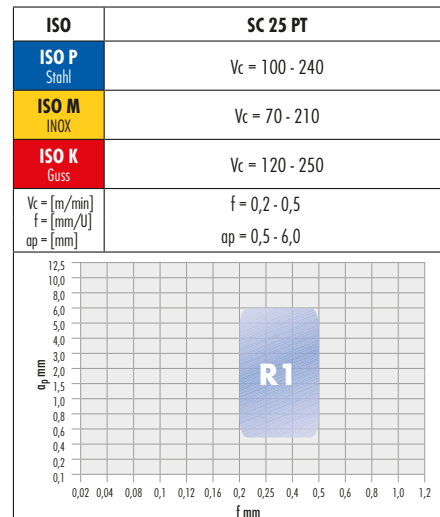 ISO SC 25 PT
ISO P
Stahl
Vc = 100 - 240
ISO M
INOX
Vc = 70 - 210
ISO K
Guss
Vc = 120 - 250
Vc = [m/min]
f = [mm/U]
ap = [mm]
f = 0,2 - 0,5
ap = 0,5 - 6,0
ap mm
12,5
10,0
8,0
6,0
5,0
4,0
3,0
2,0
1,5
1,0
0,8
0,6
0,4
0,2
0,1
R1
0,02 0,04 0,08 0,1 0,12 0,16 0,2 0,25 0,4 0,5 0,6 0,8 1,0 1,2
f mm